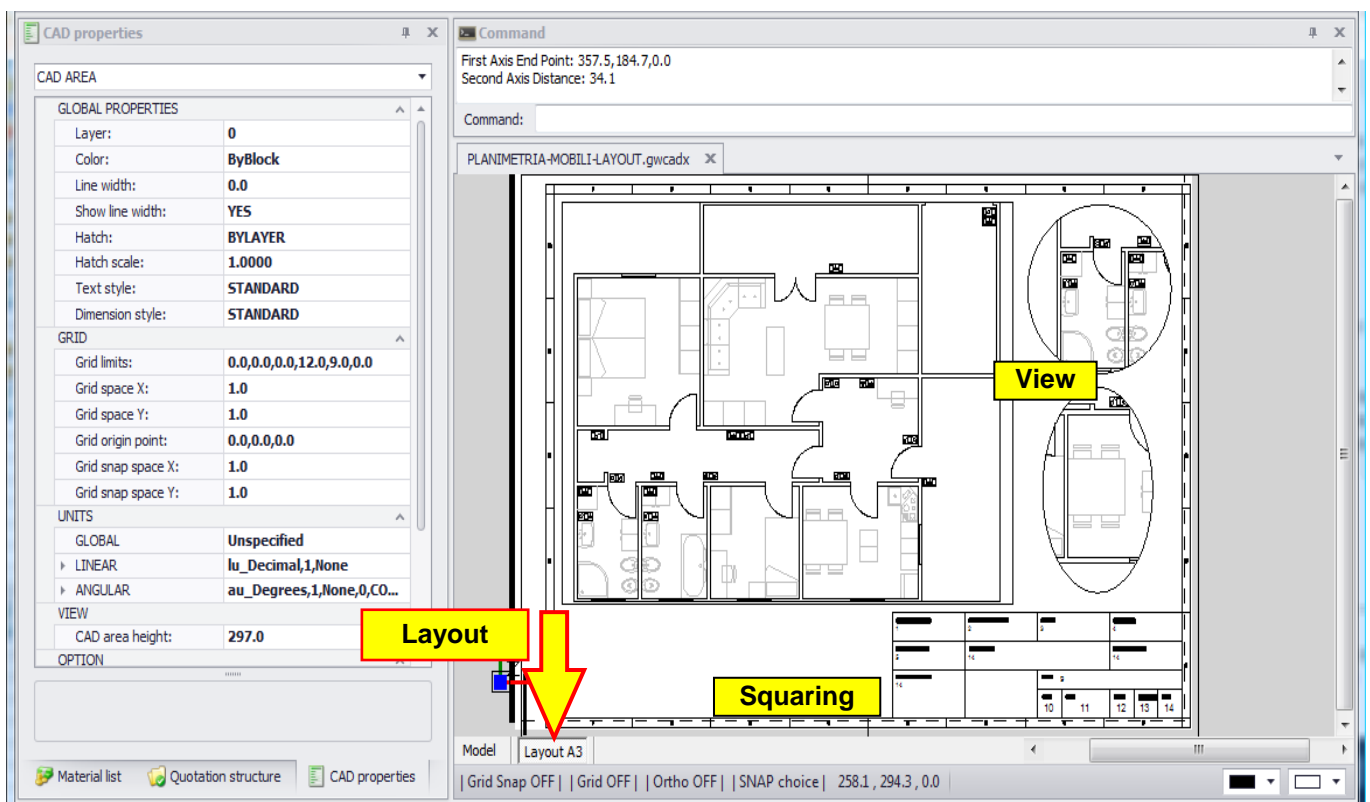 CAD properties
CAD AREA
GLOBAL PROPERTIES
Layer: 0
Color: ByBlock
Line width: 0.0
Show line width: YES
Hatch: BYLAYER
Hatch scale: 1.0000
Text style: STANDARD
Dimension style: STANDARD
GRID
Grid limits: 0.0,0.0,0.0,12.0,9.0,0.0
Grid space X: 1.0
Grid space Y: 1.0
Grid origin point: 0.0,0.0,0.0
Grid snap space X: 1.0
Grid snap space Y: 1.0
UNITS
GLOBAL Unspecified
LINEAR lu_Decimal,1,None
ANGULAR au_Degrees,1,None,0,CO...
VIEW
CAD area height: 297.0
OPTION
Material list Quotation structure CAD properties
Command
First Axis End Point: 357.5,184.7,0.0
Second Axis Distance: 34.1
Command:
PLANIMETRIA-MOBILI-LAYOUT.gwcadx
View
Layout
Squaring
10 11 12 13 14
Model Layout A3
|Grid Snap OFF| |Grid OFF| |Ortho OFF| |SNAP choice| 258.1 , 294.3 , 0.0